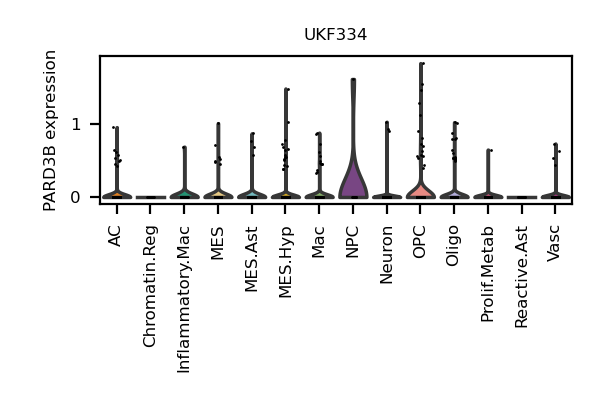 UKF334
PARD3B expression
1
0
AC
Chromatin.Reg
Inflammatory.Mac
MES
MES.Ast
MES.Hyp
Mac
NPC
Neuron
OPC
Oligo
Prolif.Metab
Reactive.Ast
Vasc